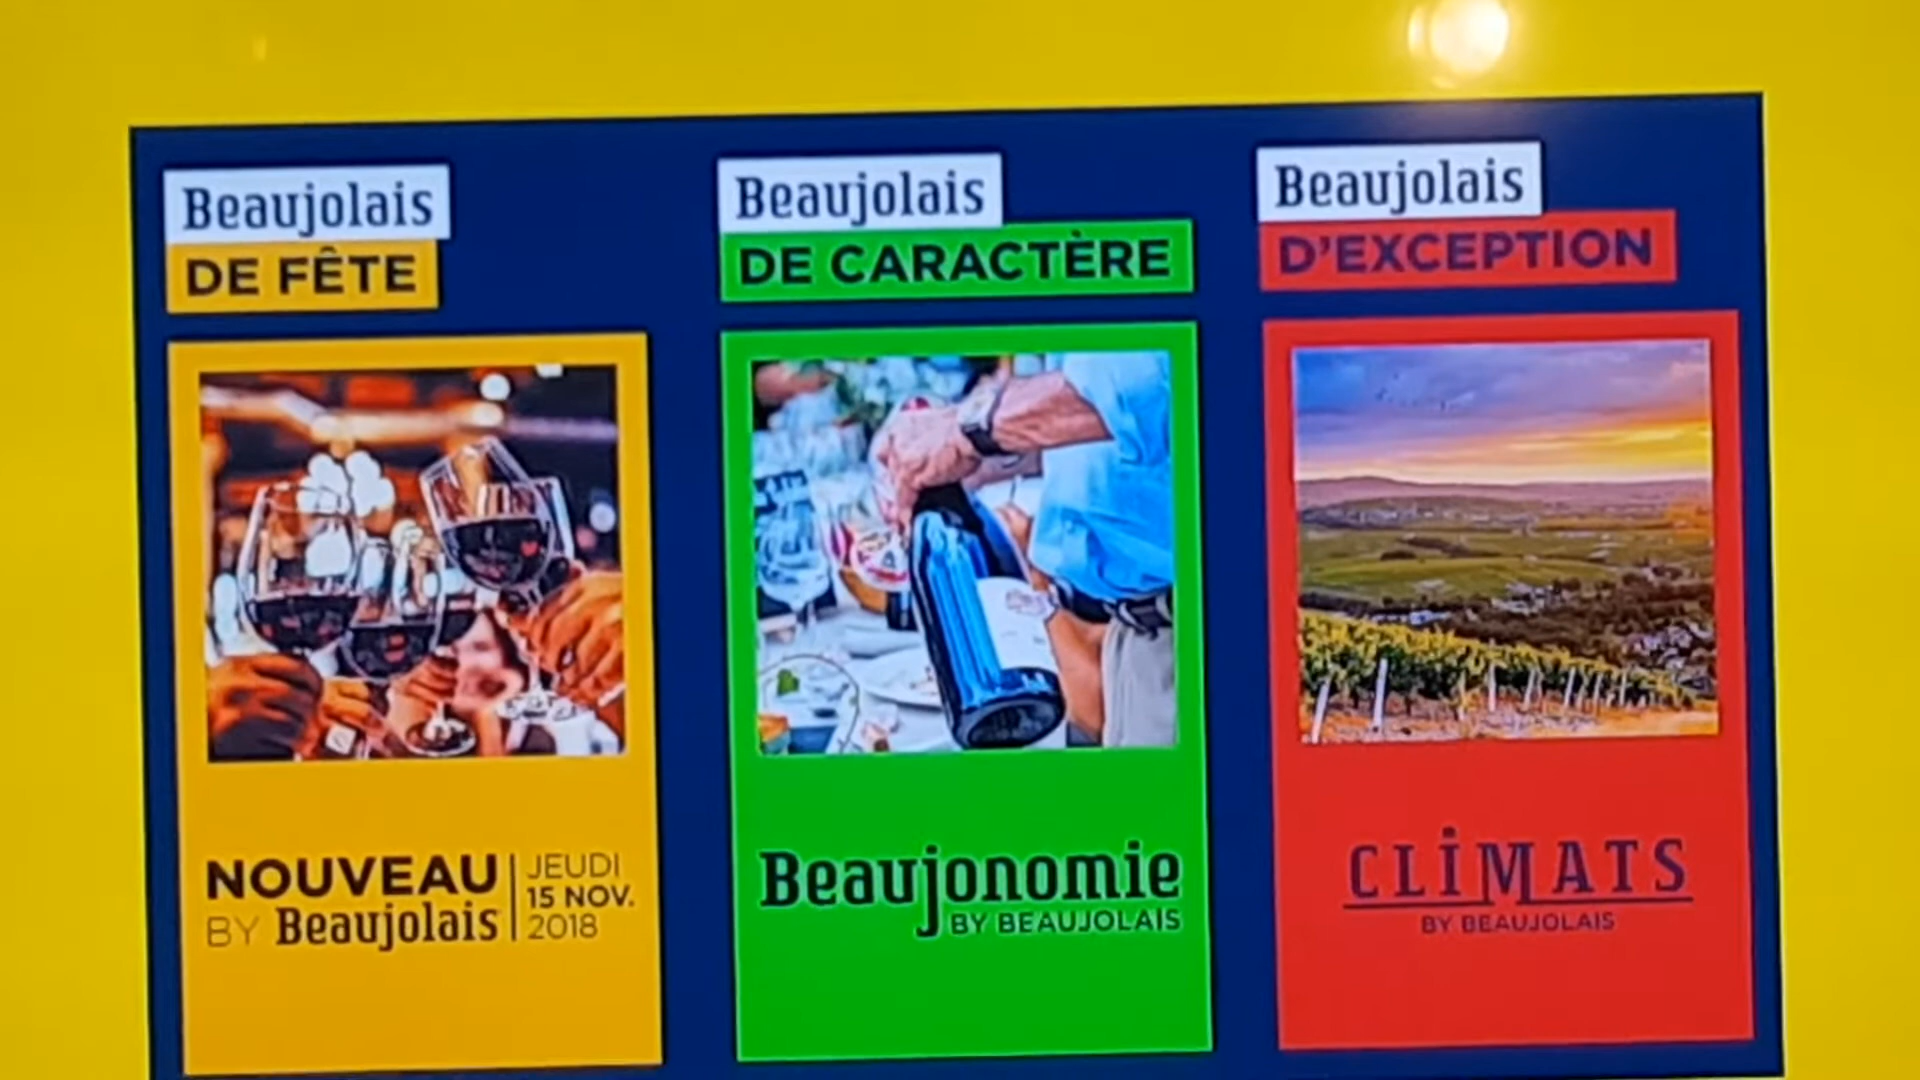 Beaujolais
DE FÊTE
NOUVEAU
BY Beaujolais
JEUDI
15 NOV.
2018
Beaujolais
DE CARACTÈRE
Beaujonomie
BY BEAUJOLAIS
Beaujolais
D'EXCEPTION
CLiMATS
BY BEAUJOLAIS